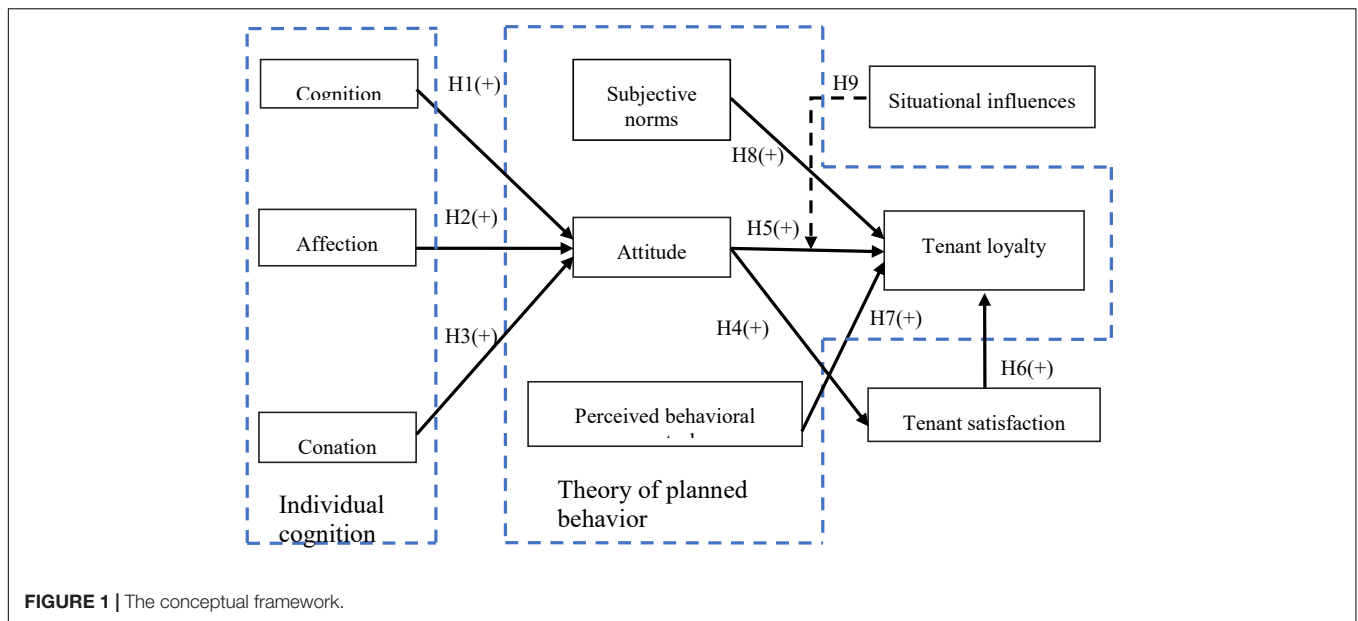 Cognition
H1(+)
Subjective
norms
H9
Situational influences
H8(+)
Affection
H2(+)
Attitude
H5(+)
Tenant loyalty
H3(+)
H4(+)
H7(+)
H6(+)
Conation
Perceived behavioral
Tenant satisfaction
Individual
cognition
Theory of planned
behavior
FIGURE 1 | The conceptual framework.